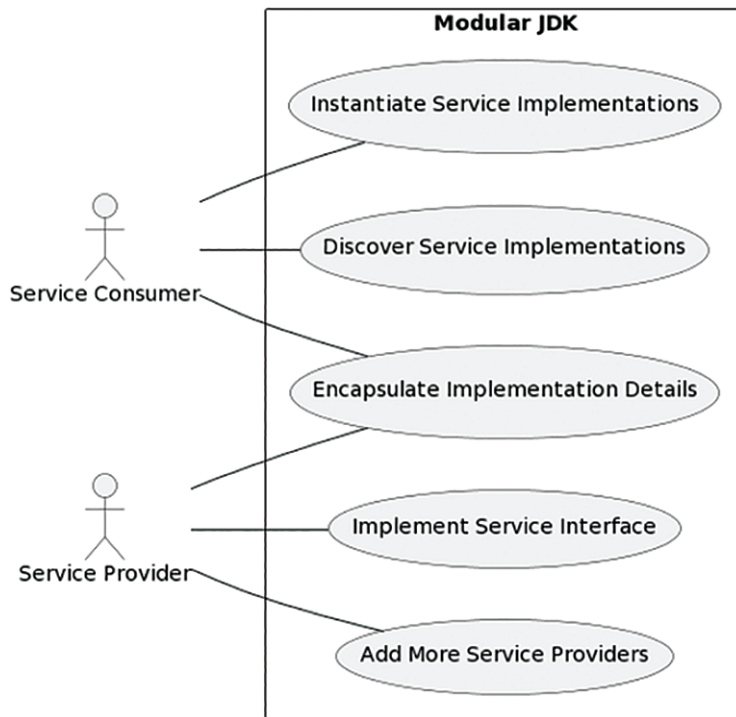 Modular JDK
Instantiate Service Implementations
Discover Service Implementations
Service Consumer
Encapsulate Implementation Details
Implement Service Interface
Service Provider
Add More Service Providers